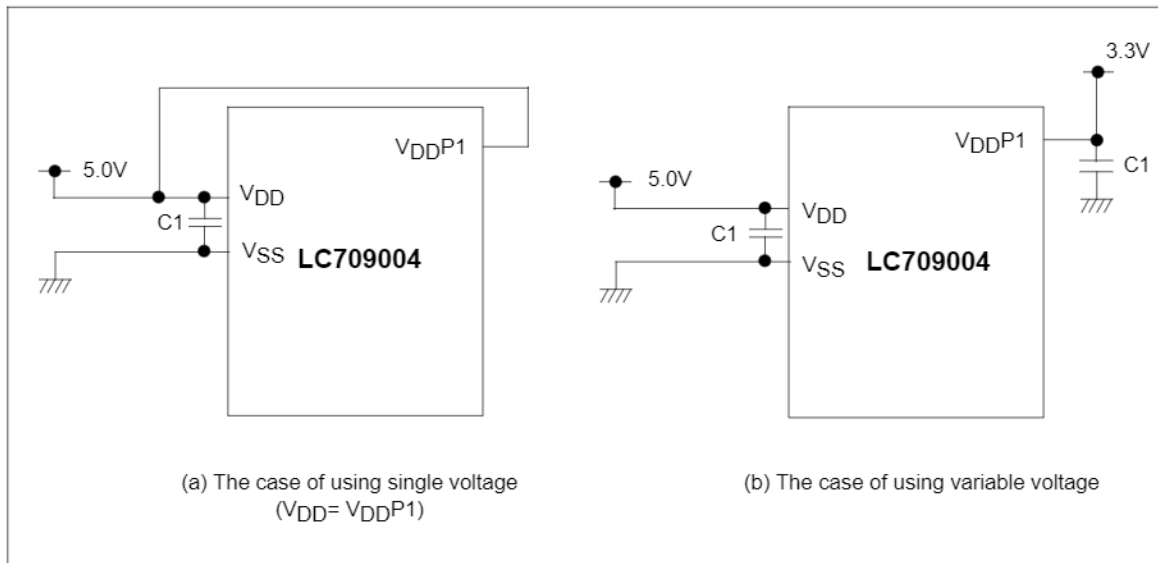 VDDP1
5.0V
VDD
C1
VSS
LC709004
(a) The case of using single voltage
(VDD= VDDP1)
3.3V
VDDP1
C1
5.0V
VDD
C1
VSS
LC709004
(b) The case of using variable voltage